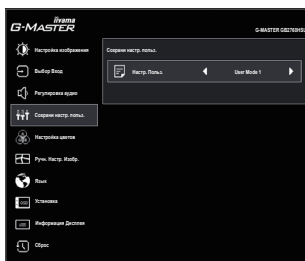 iiyama
G-MASTER
G-MASTER GB2760HSU
Настройка изображения
Сохрани настр. польз.
Выбор Вход
Настр. Польз.
User Mode 1
Регулировка аудио
Сохрани настр. польз.
Настройка цветов
Ручн. Настр. Изобр.
Язык
Установка
Информация Дисплея
Сброс